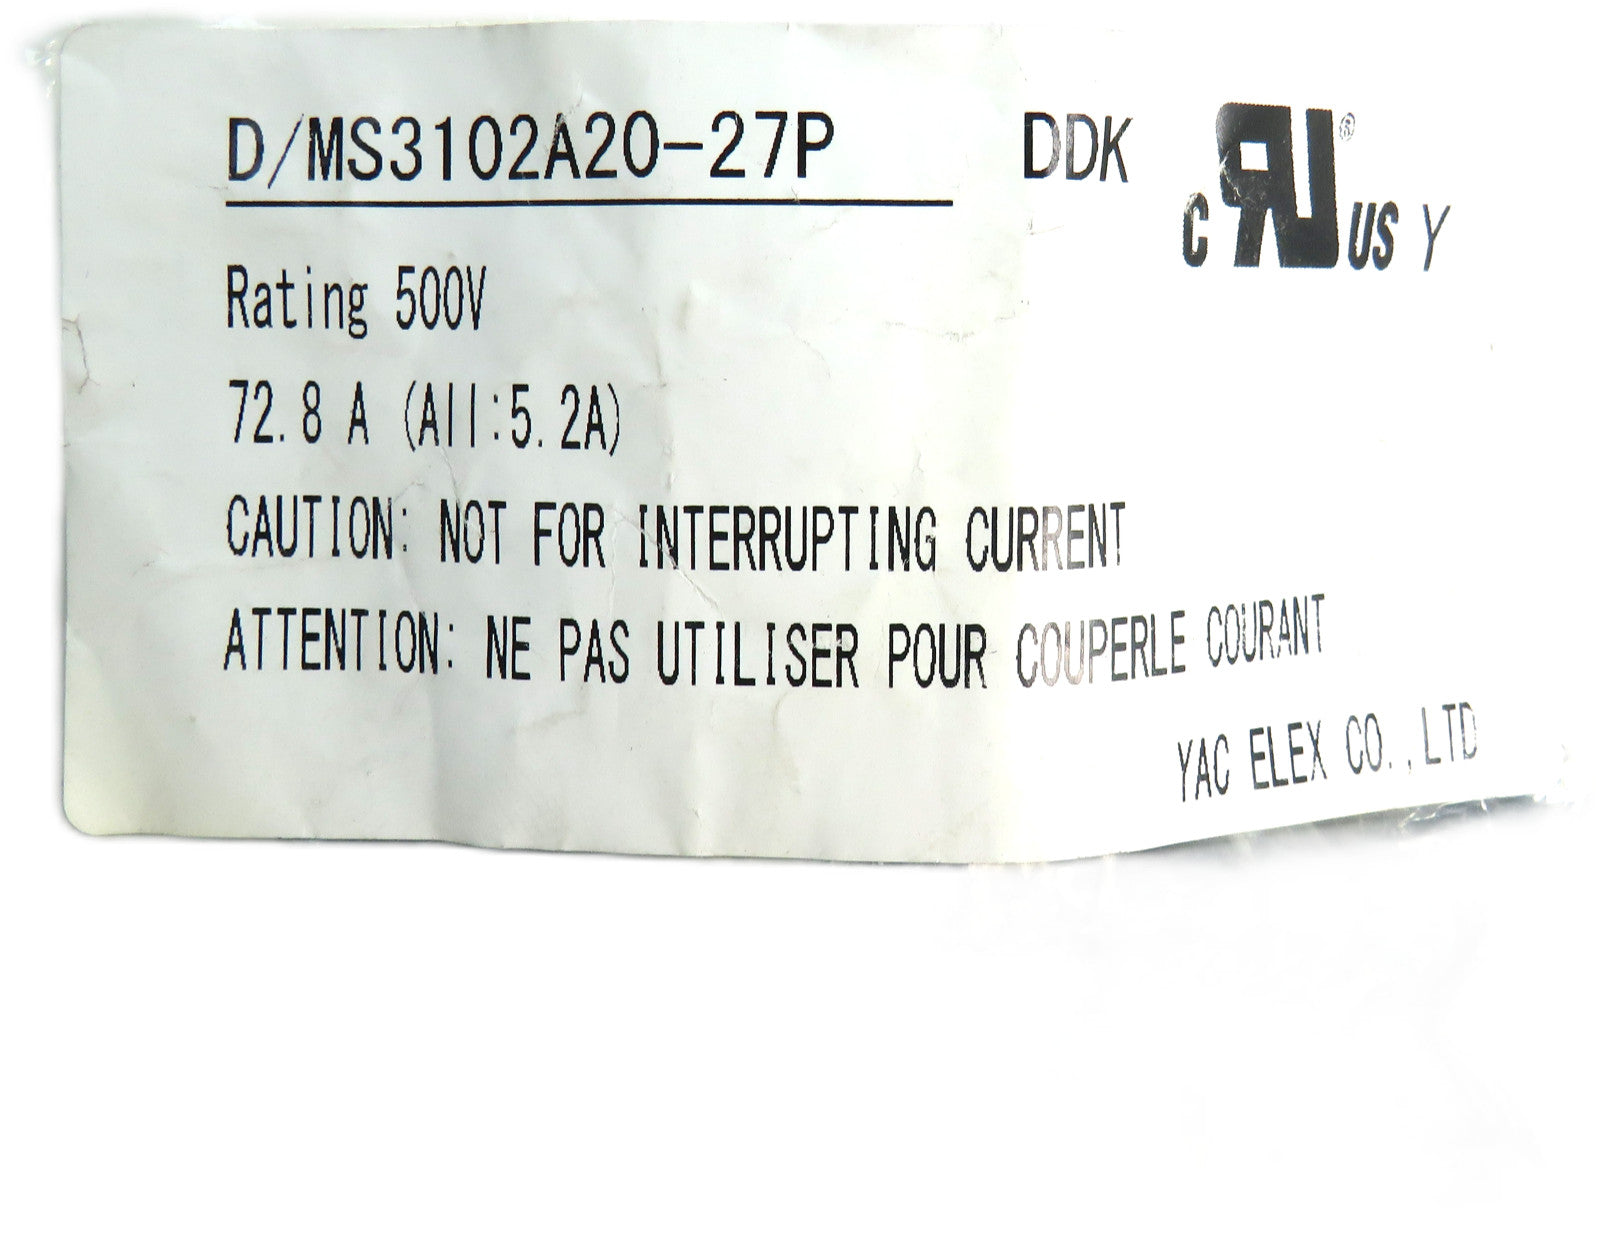 D/MS3102A20-27P DDK
c RU ® US Y
Rating 500V
72.8 A (All:5.2A)
CAUTION: NOT FOR INTERRUPTING CURRENT
ATTENTION: NE PAS UTILISER POUR COUPERLE COURANT
YAC ELEX CO.,LTD